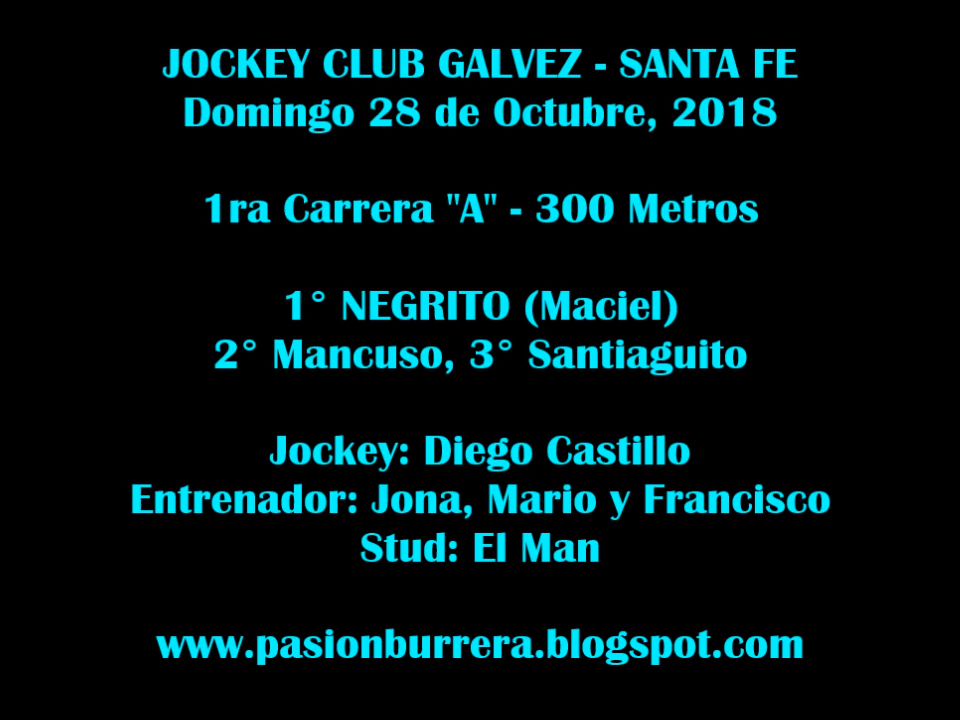 JOCKEY CLUB GALVEZ - SANTA FE
Domingo 28 de Octubre, 2018
1ra Carrera "A" - 300 Metros
1° NEGRITO (Maciel)
2° Mancuso, 3° Santiaguito
Jockey: Diego Castillo
Entrenador: Jona, Mario y Francisco
Stud: El Man
www.pasionburrera.blogspot.com